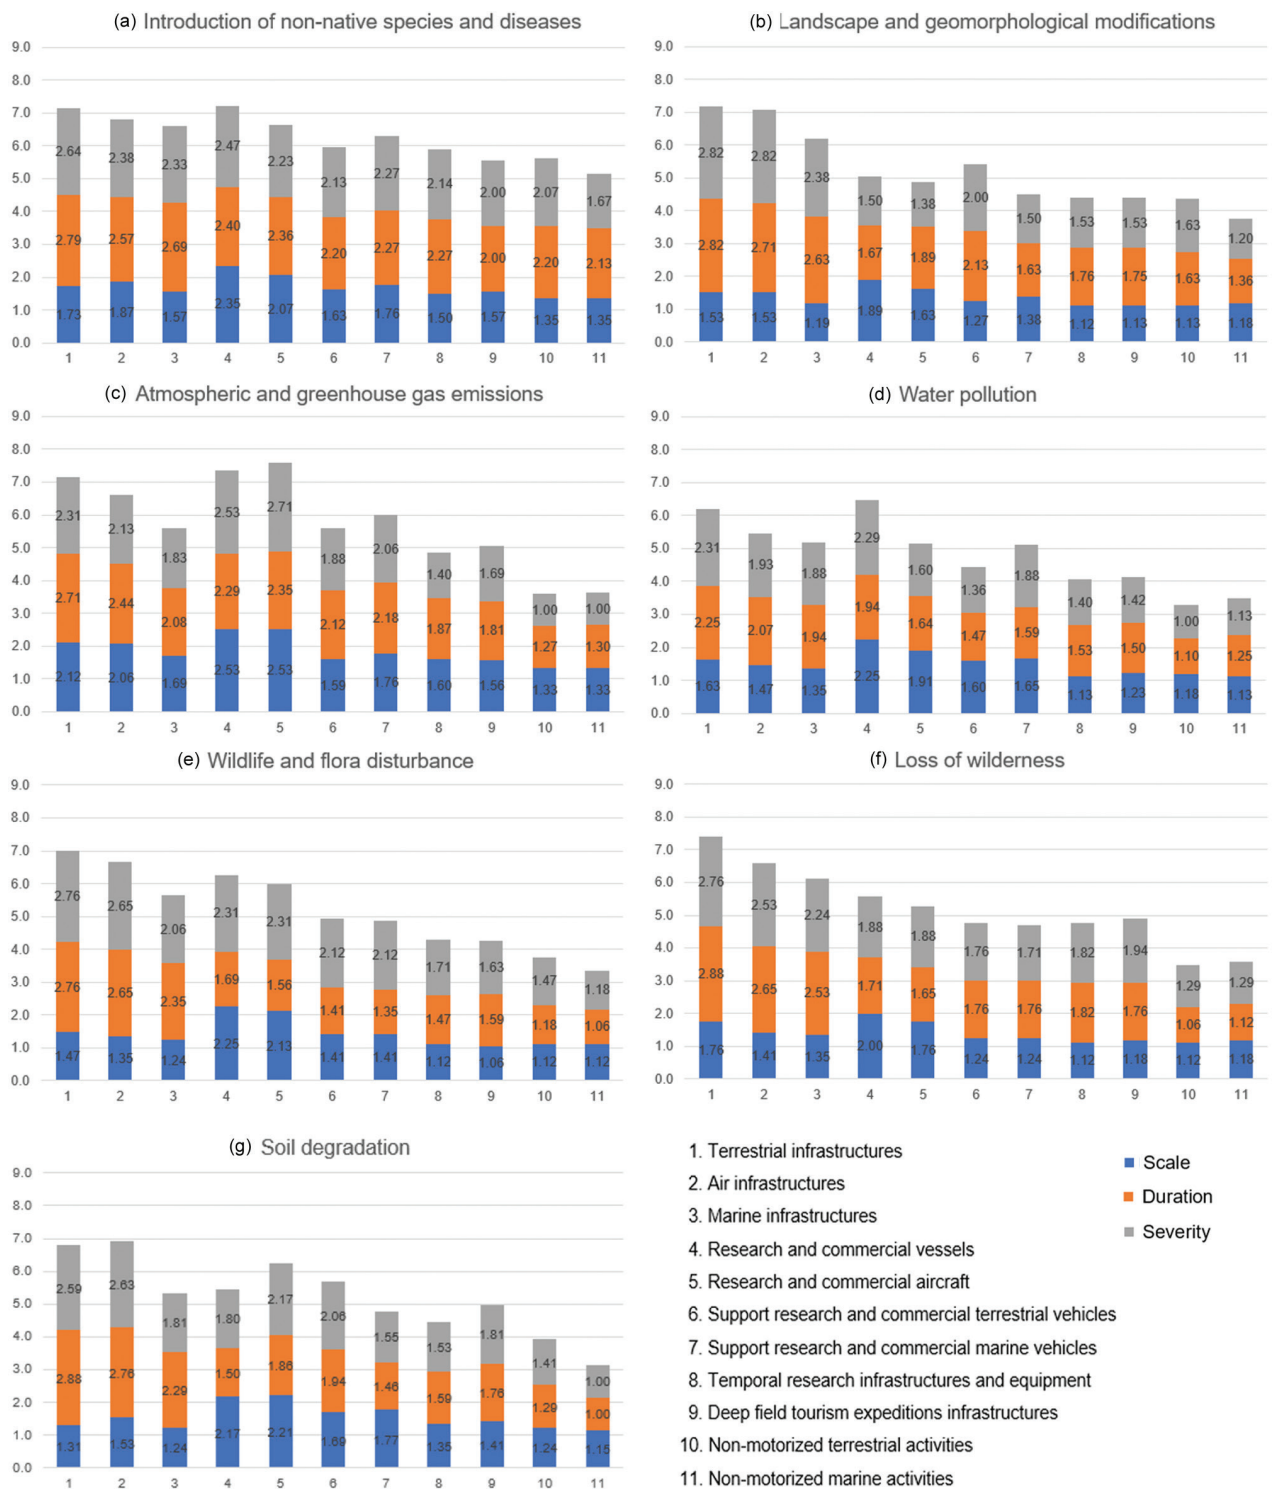 (a) Introduction of non-native species and diseases
9.0
8.0
7.0
6.0
5.0
4.0
3.0
2.0
1.0
0.0
2.64 2.38 2.33 2.47 2.23 2.13 2.27 2.14 2.00 2.07 1.67
2.79 2.57 2.69 2.40 2.36 2.20 2.27 2.27 2.00 2.20 2.13
1.73 1.87 1.57 2.35 2.07 1.63 1.76 1.50 1.57 1.35 1.35
1 2 3 4 5 6 7 8 9 10 11
(b) Landscape and geomorphological modifications
9.0
8.0
7.0
6.0
5.0
4.0
3.0
2.0
1.0
0.0
2.82 2.82 2.38 1.50 1.38 2.00 1.50 1.53 1.53 1.63 1.20
2.82 2.71 2.63 1.67 1.89 2.13 1.63 1.76 1.75 1.63 1.36
1.53 1.53 1.19 1.89 1.63 1.27 1.38 1.12 1.13 1.13 1.18
1 2 3 4 5 6 7 8 9 10 11
(c) Atmospheric and greenhouse gas emissions
9.0
8.0
7.0
6.0
5.0
4.0
3.0
2.0
1.0
0.0
2.31 2.13 1.83 2.53 2.71 1.88 2.06 1.40 1.69 1.00 1.00
2.71 2.44 2.08 2.29 2.35 2.12 2.18 1.87 1.81 1.27 1.30
2.12 2.06 1.69 2.53 2.53 1.59 1.76 1.60 1.56 1.33 1.33
1 2 3 4 5 6 7 8 9 10 11
(d) Water pollution
9.0
8.0
7.0
6.0
5.0
4.0
3.0
2.0
1.0
0.0
2.31 1.93 1.88 2.29 1.60 1.36 1.88 1.40 1.42 1.00 1.13
2.25 2.07 1.94 1.94 1.64 1.47 1.59 1.53 1.50 1.10 1.25
1.63 1.47 1.35 2.25 1.91 1.60 1.65 1.13 1.23 1.18 1.13
1 2 3 4 5 6 7 8 9 10 11
(e) Wildlife and flora disturbance
9.0
8.0
7.0
6.0
5.0
4.0
3.0
2.0
1.0
0.0
2.76 2.65 2.06 2.31 2.31 2.12 2.12 1.71 1.63 1.47 1.18
2.76 2.65 2.35 1.69 1.56 1.41 1.35 1.47 1.59 1.18 1.06
1.47 1.35 1.24 2.25 2.13 1.41 1.41 1.12 1.06 1.12 1.12
1 2 3 4 5 6 7 8 9 10 11
(f) Loss of wilderness
9.0
8.0
7.0
6.0
5.0
4.0
3.0
2.0
1.0
0.0
2.76 2.53 2.24 1.88 1.88 1.76 1.71 1.82 1.94 1.29 1.29
2.88 2.65 2.53 1.71 1.65 1.76 1.76 1.82 1.76 1.06 1.12
1.76 1.41 1.35 2.00 1.76 1.24 1.24 1.12 1.18 1.12 1.18
1 2 3 4 5 6 7 8 9 10 11
(g) Soil degradation
9.0
8.0
7.0
6.0
5.0
4.0
3.0
2.0
1.0
0.0
2.59 2.63 1.81 1.80 2.17 2.06 1.55 1.53 1.81 1.41 1.00
2.88 2.76 2.29 1.50 1.86 1.94 1.46 1.59 1.76 1.29 1.00
1.31 1.53 1.24 2.17 2.21 1.69 1.77 1.35 1.41 1.24 1.15
1 2 3 4 5 6 7 8 9 10 11
1. Terrestrial infrastructures
2. Air infrastructures
3. Marine infrastructures
4. Research and commercial vessels
5. Research and commercial aircraft
6. Support research and commercial terrestrial vehicles
7. Support research and commercial marine vehicles
8. Temporal research infrastructures and equipment
9. Deep field tourism expeditions infrastructures
10. Non-motorized terrestrial activities
11. Non-motorized marine activities
Scale
Duration
Severity